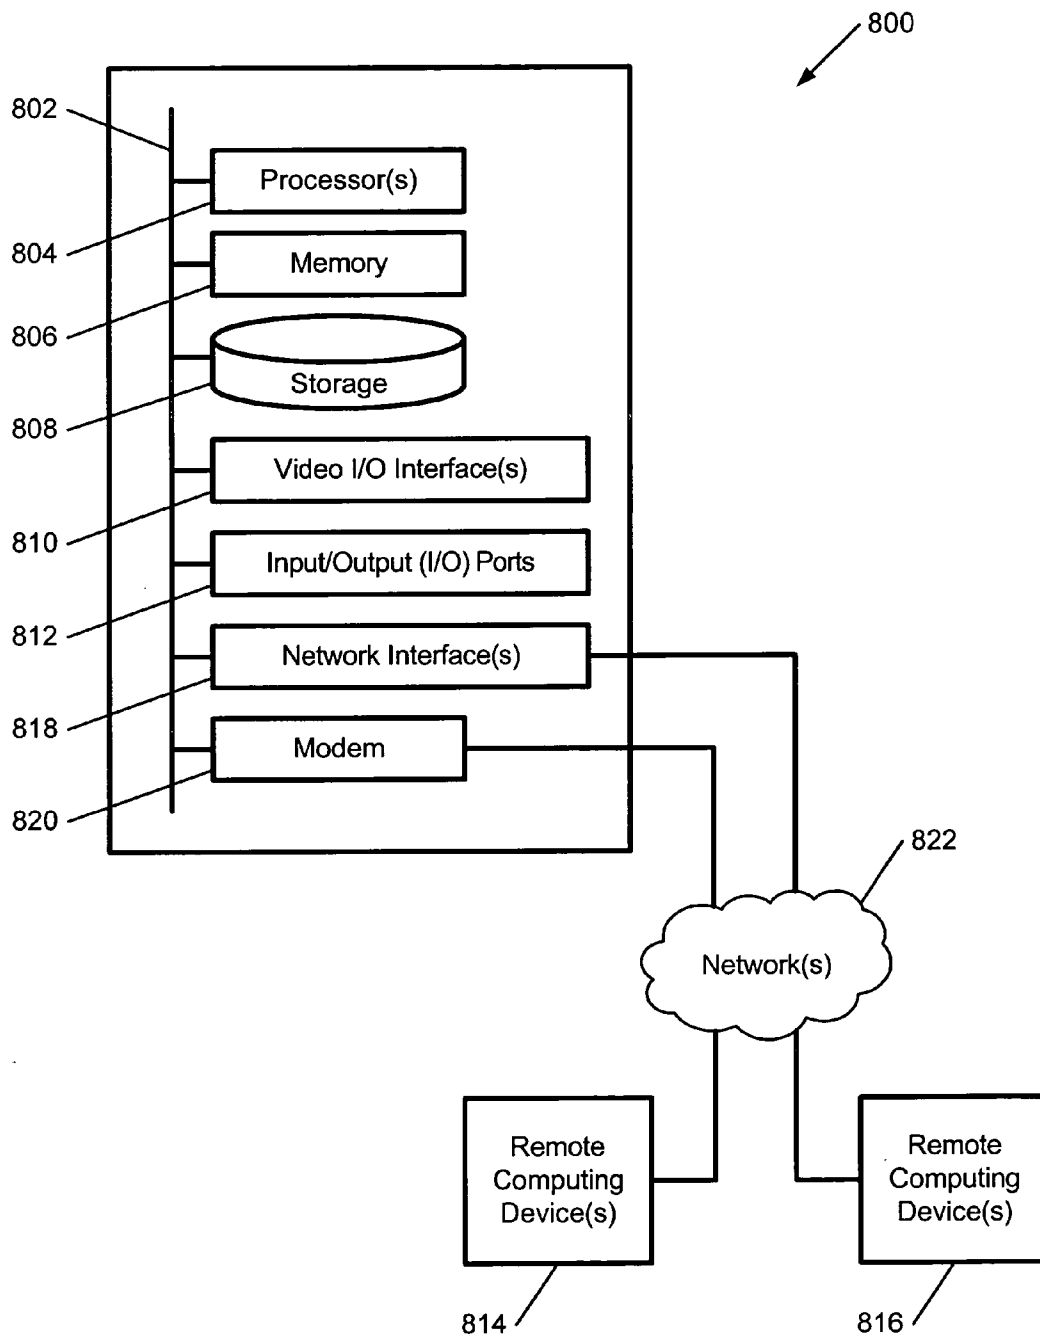 800
802
Processor(s)
804
Memory
806
Storage
808
Video I/O Interface(s)
810
Input/Output (I/O) Ports
812
Network Interface(s)
818
Modem
820
822
Network(s)
Remote
Computing
Device(s)
814
Remote
Computing
Device(s)
816